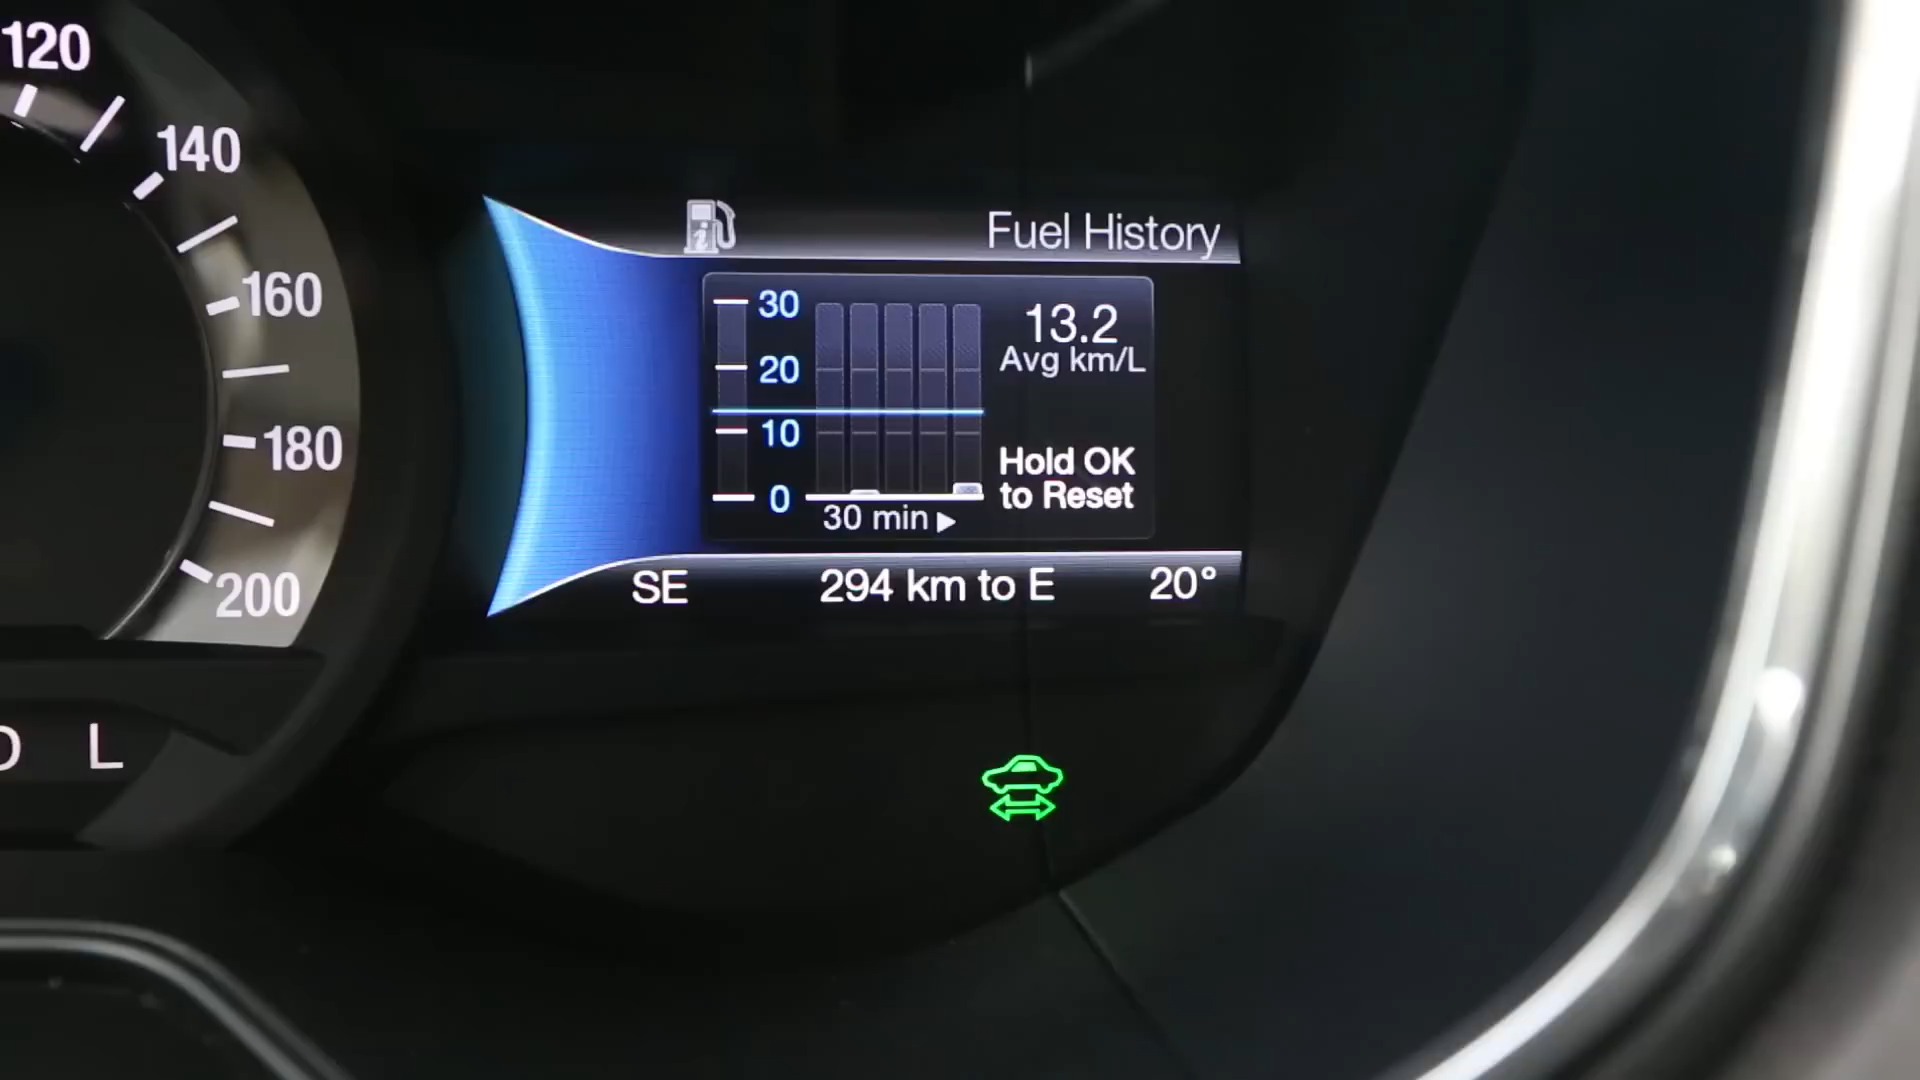 120
140
160
180
200
D L
Fuel History
30
20
10
0
30 min
13.2
Avg km/L
Hold OK
to Reset
SE 294 km to E 20°